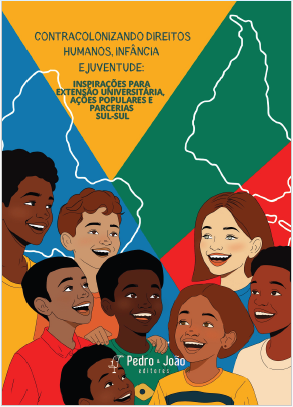 CONTRACOLONIZANDO DIREITOS
HUMANOS, INFÂNCIA
E JUVENTUDE:
INSPIRAÇÕES PARA
EXTENSÃO UNIVERSITÁRIA,
AÇÕES POPULARES E
PARCERIAS
SUL-SUL
Pedro & João
editores